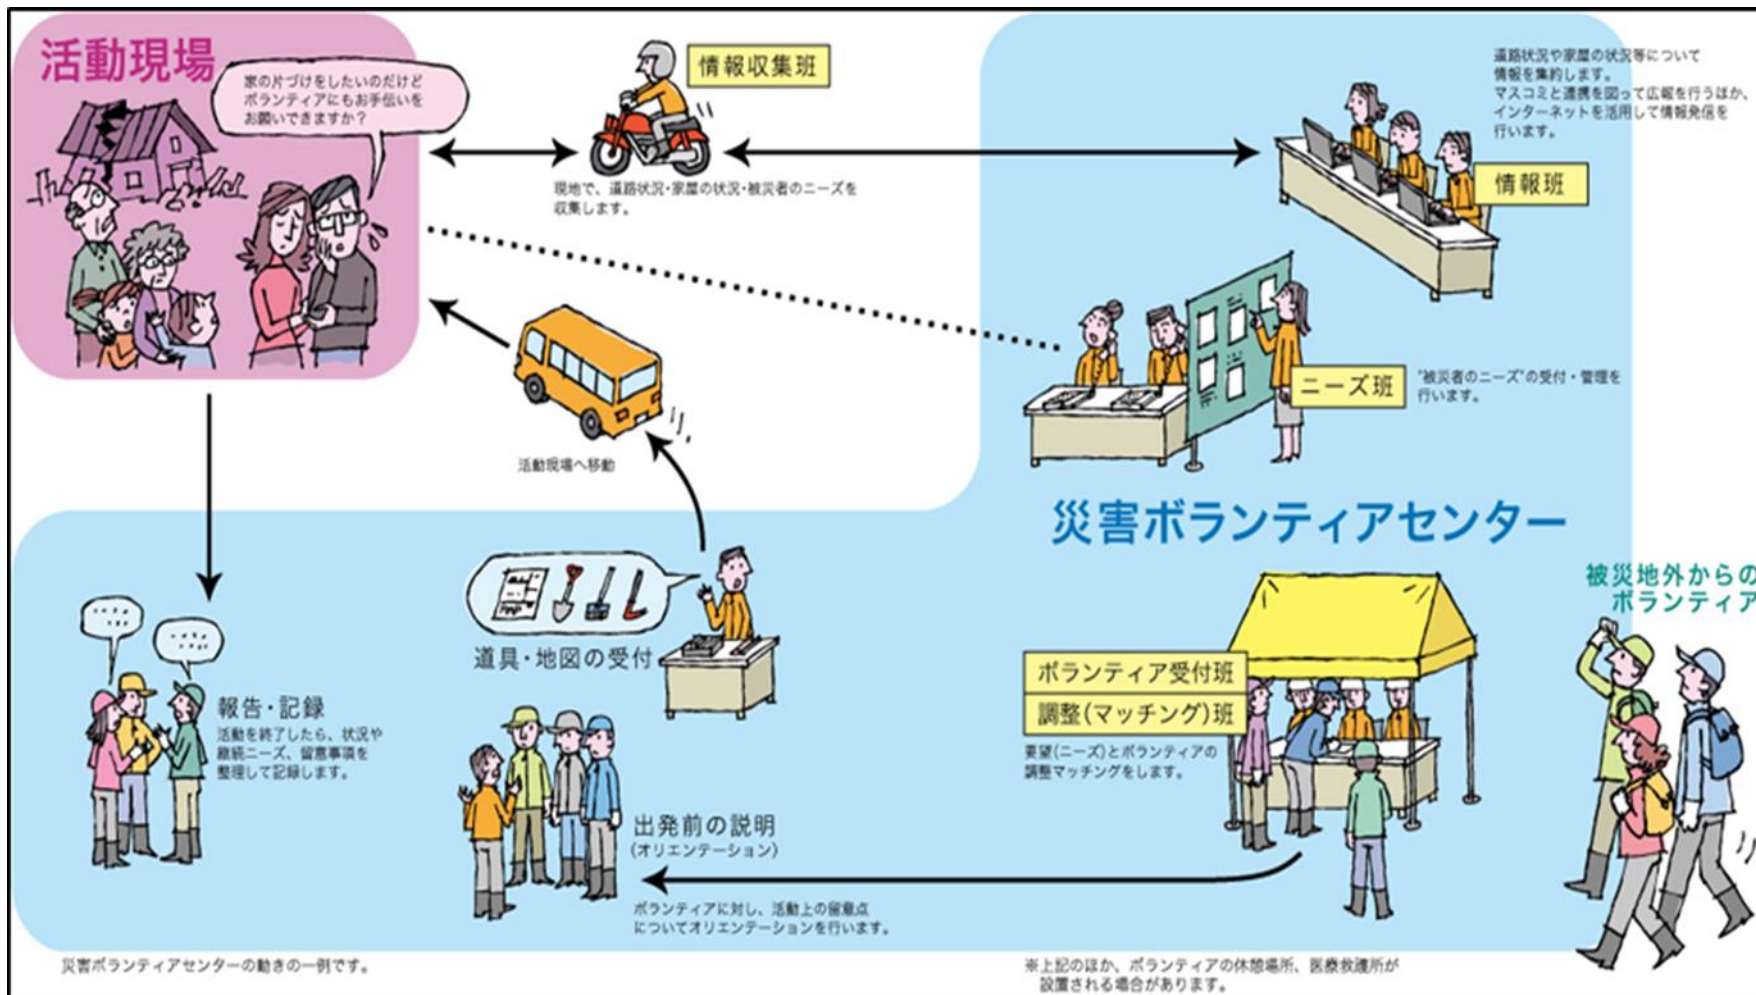 活動現場
家の片づけをしたいのだけど
ボランティアにもお手伝いを
お願いできますか?
情報収集班
現地で、道路状況・家屋の状況・被災者のニーズを
収集します。
道路状況や家屋の状況等について
情報を集約します。
マスコミと連携を図って広報を行うほか、
インターネットを活用して情報発信を
行います。
情報班
ニーズ班
"被災者のニーズ"の受付・管理を
行います。
活動現場へ移動
災害ボランティアセンター
被災地外からの
ボランティア
道具・地図の受付
ボランティア受付班
調整(マッチング)班
要望(ニーズ)とボランティアの
調整マッチングをします。
報告・記録
活動を終了したら、状況や
継続ニーズ、留意事項を
整理して記録します。
出発前の説明
(オリエンテーション)
ボランティアに対し、活動上の留意点
についてオリエンテーションを行います。
災害ボランティアセンターの動きの一例です。
※上記のほか、ボランティアの休憩場所、医療救護所が
設置される場合があります。